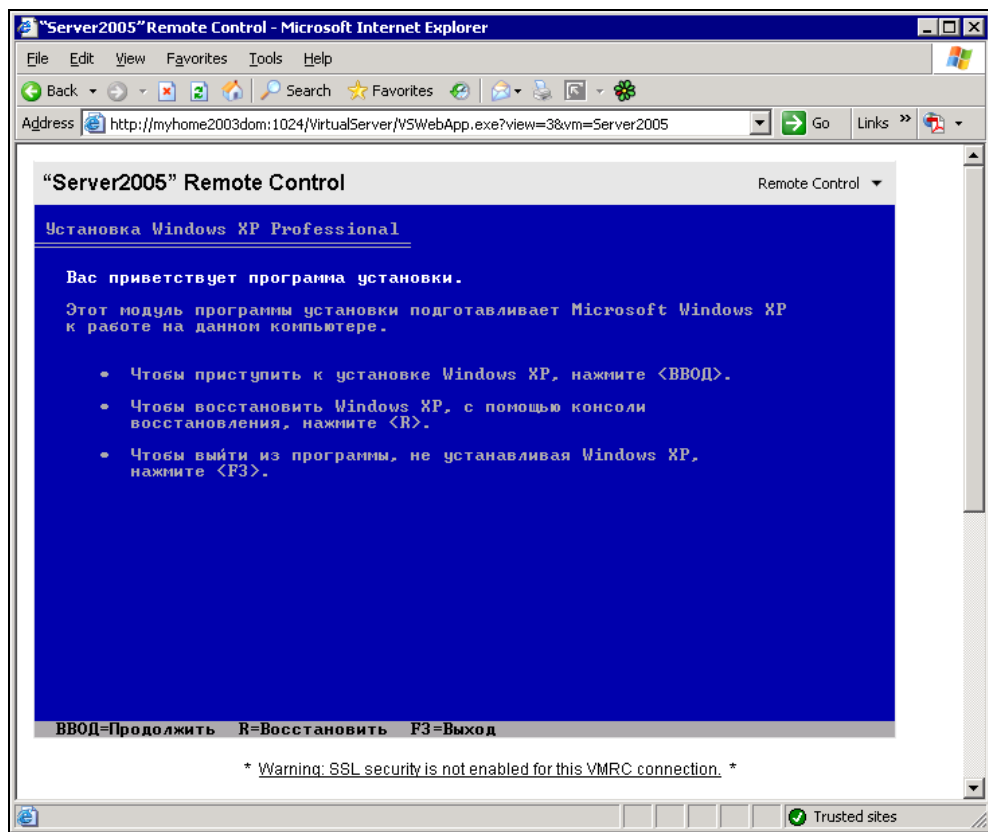 "Server2005" Remote Control - Microsoft Internet Explorer
File Edit View Favorites Tools Help
Back Search Favorites
Address http://myhome2003dom:1024/VirtualServer/VSWebApp.exe?view=3&vm=Server2005 Go Links »
"Server2005" Remote Control Remote Control
Установка Windows XP Professional
Вас приветствует программа установки.
Этот модуль программы установки подготавливает Microsoft Windows XP
к работе на данном компьютере.
• Чтобы приступить к установке Windows XP, нажмите <ВВОД>.
• Чтобы восстановить Windows XP, с помощью консоли
восстановления, нажмите <R>.
• Чтобы выйти из программы, не устанавливая Windows XP,
нажмите <F3>.
ВВОД=Продолжить R=Восстановить F3=Выход
* Warning: SSL security is not enabled for this VMRC connection. *
Trusted sites